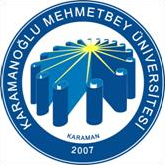 KARAMANOĞLU MEHMETBEY ÜNİVERSİTESİ
KARAMAN
2007